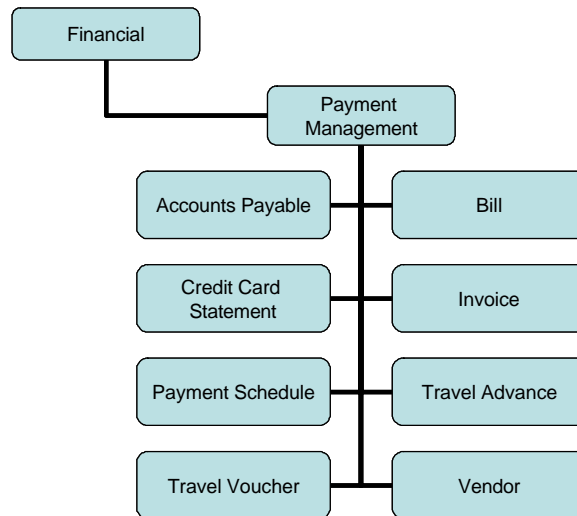 Financial
Payment
Management
Accounts Payable
Bill
Credit Card
Statement
Invoice
Payment Schedule
Travel Advance
Travel Voucher
Vendor